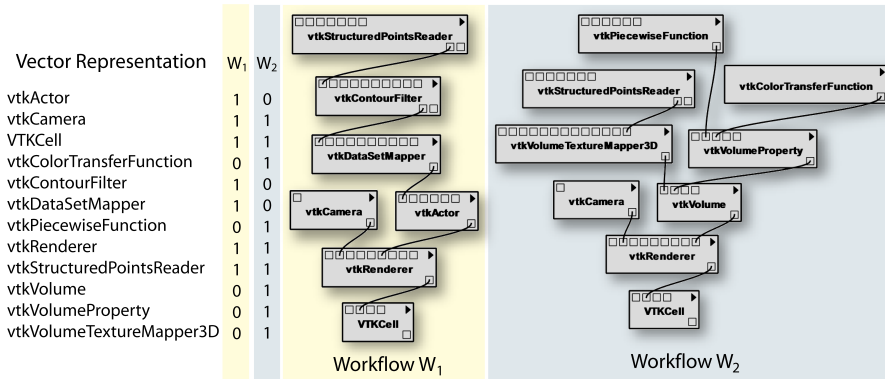 Vector Representation W1 W2
vtkActor 1 0
vtkCamera 1 1
VTKCell 1 1
vtkColorTransferFunction 0 1
vtkContourFilter 1 0
vtkDataSetMapper 1 0
vtkPiecewiseFunction 0 1
vtkRenderer 1 1
vtkStructuredPointsReader 1 1
vtkVolume 0 1
vtkVolumeProperty 0 1
vtkVolumeTextureMapper3D 0 1
vtkStructuredPointsReader
vtkContourFilter
vtkDataSetMapper
vtkCamera
vtkActor
vtkRenderer
VTKCell
Workflow W1
vtkPiecewiseFunction
vtkStructuredPointsReader
vtkColorTransferFunction
vtkVolumeTextureMapper3D
vtkVolumeProperty
vtkCamera
vtkVolume
vtkRenderer
VTKCell
Workflow W2